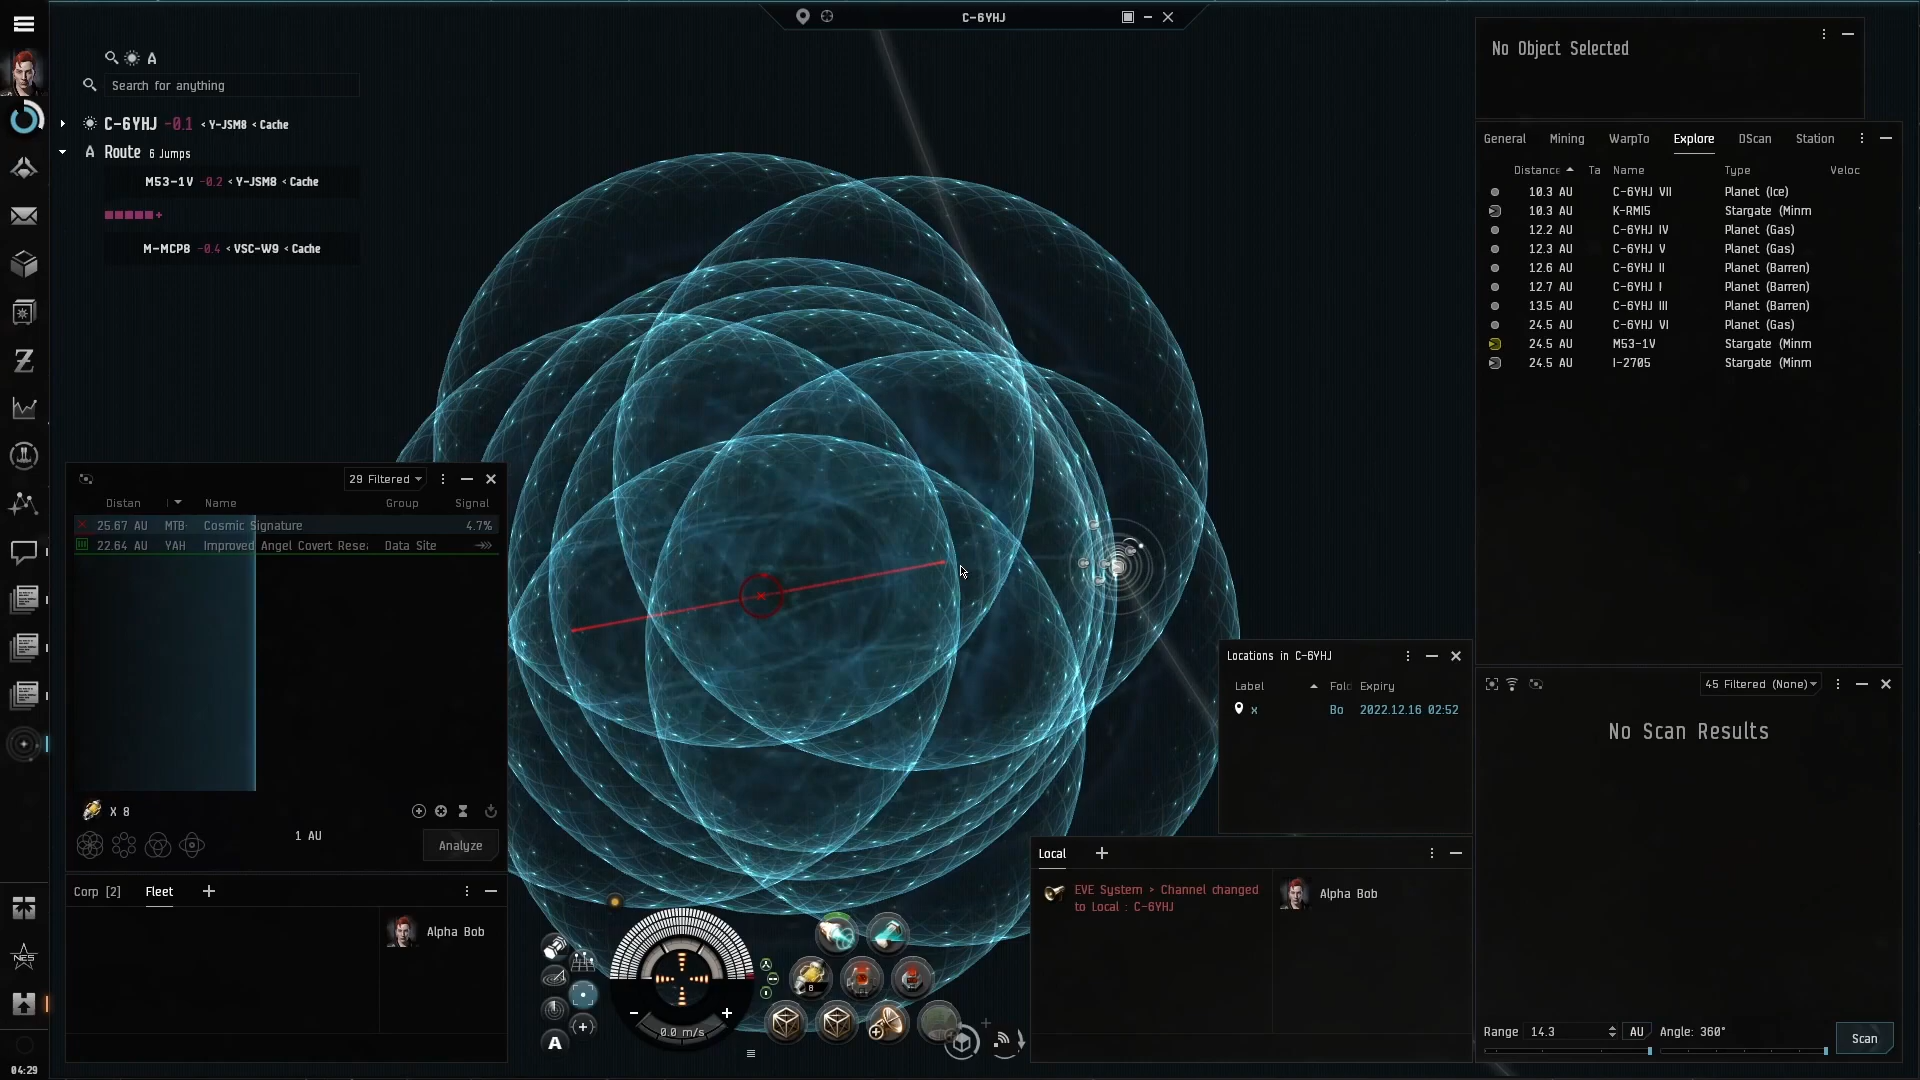 C-6YHJ
A
Search for anything
C-6YHJ -0.1 < Y-JSM8 < Cache
A Route 6 Jumps
M53-1V -0.2 < Y-JSM8 < Cache
+
M-MCP8 -0.4 < VSC-W9 < Cache
No Object Selected
General Mining WarpTo Explore DScan Station
Distance Ta Name Type Veloc
10.3 AU C-6YHJ VII Planet (Ice)
10.3 AU K-RMI5 Stargate (Minm
12.2 AU C-6YHJ IV Planet (Gas)
12.3 AU C-6YHJ V Planet (Gas)
12.6 AU C-6YHJ II Planet (Barren)
12.7 AU C-6YHJ I Planet (Barren)
13.5 AU C-6YHJ III Planet (Barren)
24.5 AU C-6YHJ VI Planet (Gas)
24.5 AU M53-1V Stargate (Minm
24.5 AU I-2705 Stargate (Minm
29 Filtered
Distan I Name Group Signal
25.67 AU MTB- Cosmic Signature 4.7%
22.64 AU YAH Improved Angel Covert Resea Data Site
X 8
1 AU
Analyze
Corp [2] Fleet +
Alpha Bob
Locations in C-6YHJ
Label Fold Expiry
x Bo 2022.12.16 02:52
Local +
EVE System > Channel changed
to Local : C-6YHJ
Alpha Bob
45 Filtered (None)
No Scan Results
Range 14.3 AU Angle: 360°
Scan
8
- +
0.0 m/s
A
NES
04:29